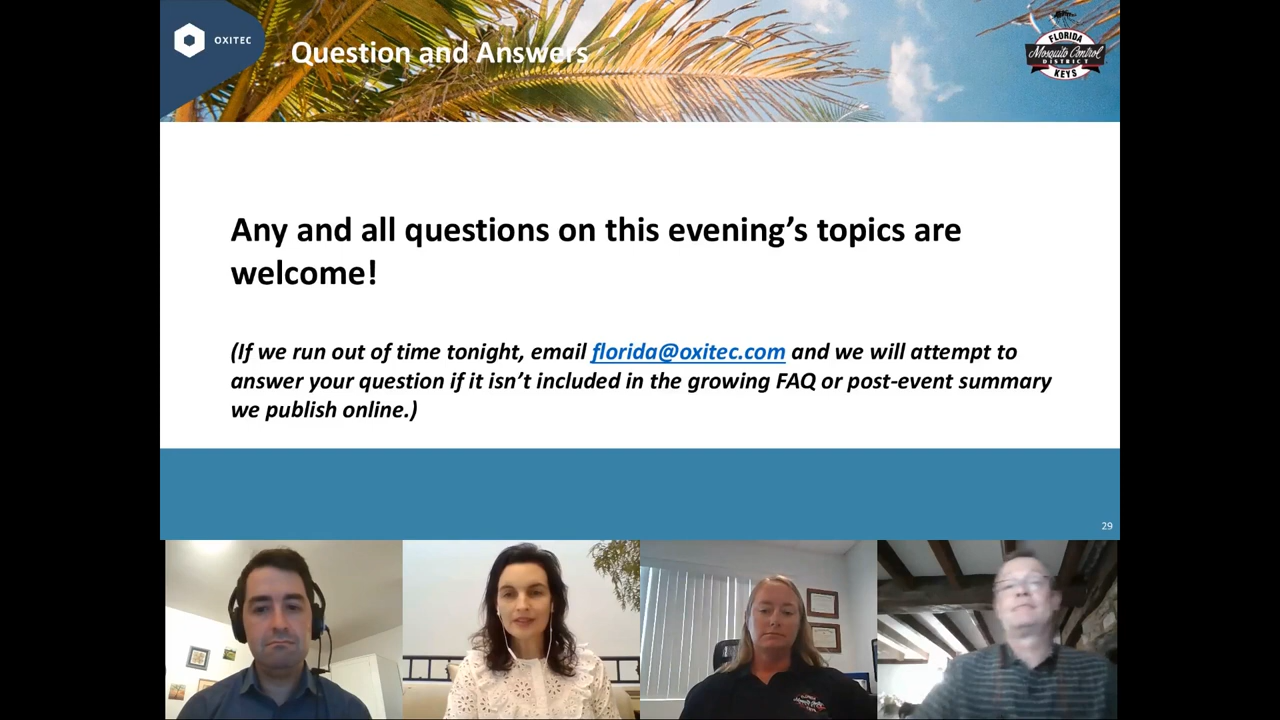 OXITEC
Question and Answers
FLORIDA
Mosquito Control
DISTRICT
KEYS
Any and all questions on this evening’s topics are
welcome!
(If we run out of time tonight, email florida@oxitec.com and we will attempt to
answer your question if it isn’t included in the growing FAQ or post-event summary
we publish online.)
29